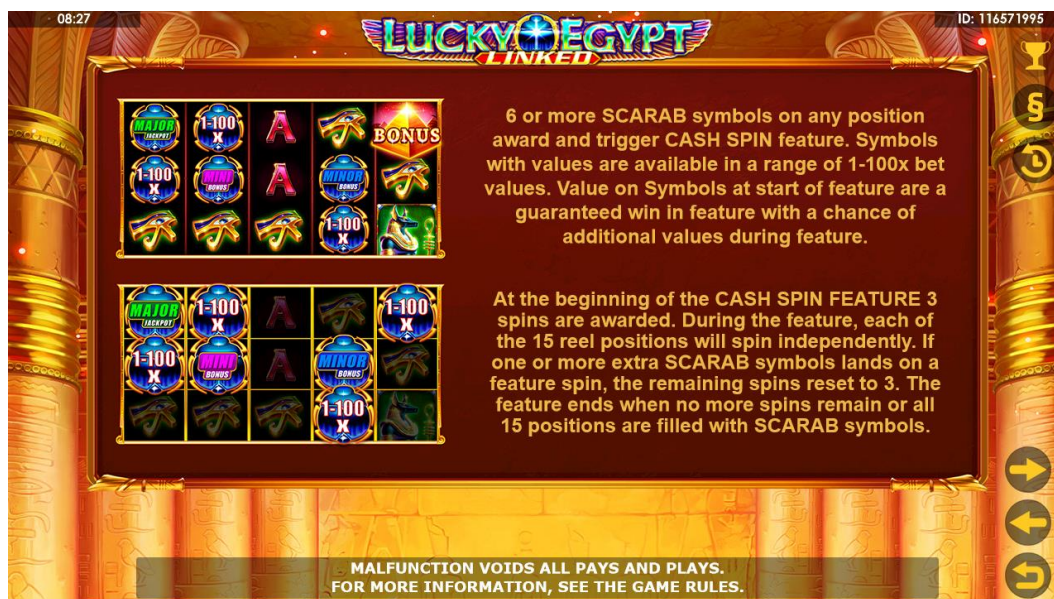 08:27
LUCKY EGYPT
LINKED
ID: 116571995
§
MAJOR
JACKPOT
1-100
X
A
BONUS
1-100
X
MINI
BONUS
A
MINOR
BONUS
1-100
X
6 or more SCARAB symbols on any position
award and trigger CASH SPIN feature. Symbols
with values are available in a range of 1-100x bet
values. Value on Symbols at start of feature are a
guaranteed win in feature with a chance of
additional values during feature.
MAJOR
JACKPOT
1-100
X
A
1-100
X
1-100
X
MINI
BONUS
A
MINOR
BONUS
1-100
X
At the beginning of the CASH SPIN FEATURE 3
spins are awarded. During the feature, each of
the 15 reel positions will spin independently. If
one or more extra SCARAB symbols lands on a
feature spin, the remaining spins reset to 3. The
feature ends when no more spins remain or all
15 positions are filled with SCARAB symbols.
MALFUNCTION VOIDS ALL PAYS AND PLAYS.
FOR MORE INFORMATION, SEE THE GAME RULES.